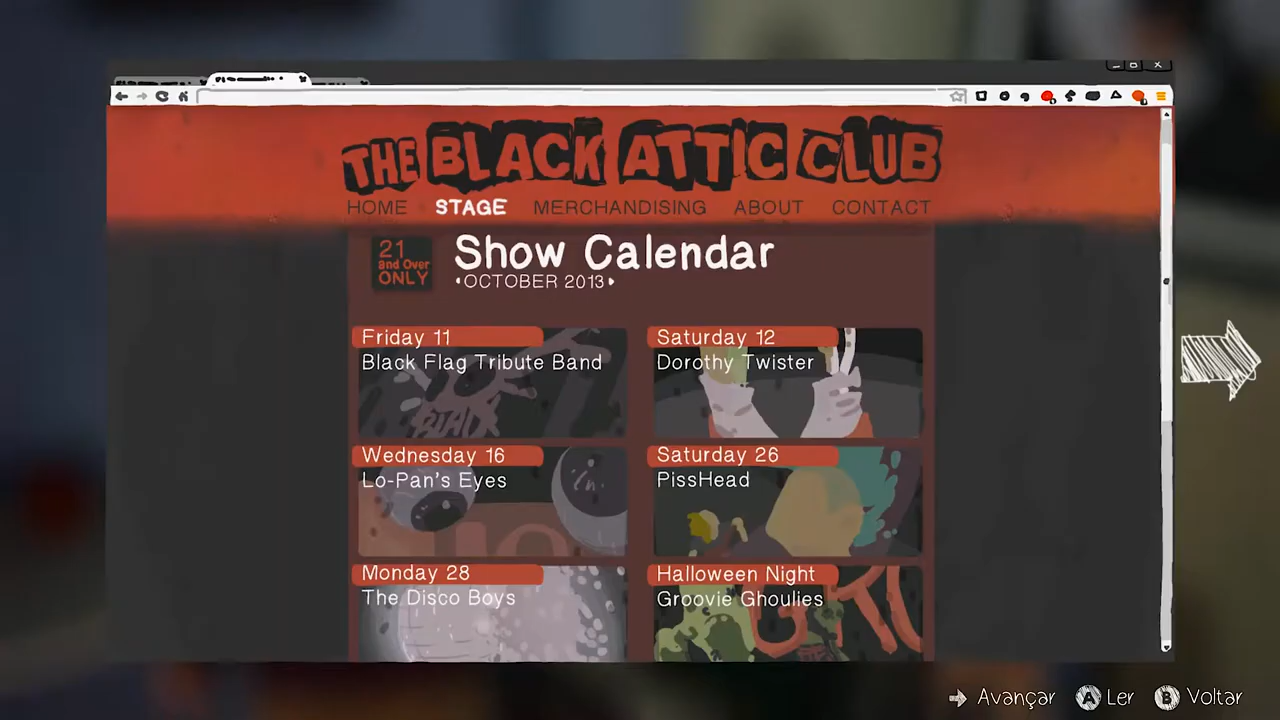 THE BLACK ATTIC CLUB
HOME STAGE MERCHANDISING ABOUT CONTACT
21
and Over
ONLY
Show Calendar
OCTOBER 2013
Friday 11
Black Flag Tribute Band
Saturday 12
Dorothy Twister
Wednesday 16
Lo-Pan's Eyes
Saturday 26
PissHead
Monday 28
The Disco Boys
Halloween Night
Groovie Ghoulies
Avançar A Ler B Voltar